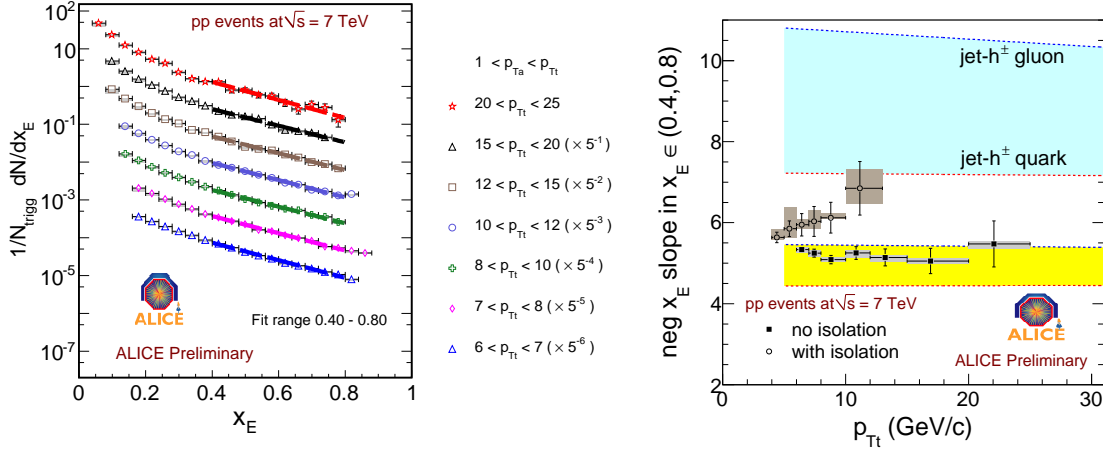 pp events at √s = 7 TeV
1/N_trigg dN/dx_E
10^2
10
1
10^-1
10^-3
10^-5
10^-7
ALICE
Fit range 0.40 - 0.80
ALICE Preliminary
0 0.2 0.4 0.6 0.8 1
x_E
1 < p_Ta < p_Tt
20 < p_Tt < 25
15 < p_Tt < 20 (× 5^-1)
12 < p_Tt < 15 (× 5^-2)
10 < p_Tt < 12 (× 5^-3)
8 < p_Tt < 10 (× 5^-4)
7 < p_Tt < 8 (× 5^-5)
6 < p_Tt < 7 (× 5^-6)
neg x_E slope in x_E ∈ (0.4,0.8)
10
8
6
4
2
jet-h^± gluon
jet-h^± quark
pp events at √s = 7 TeV
no isolation
with isolation
ALICE
ALICE Preliminary
0 10 20 30
p_Tt (GeV/c)